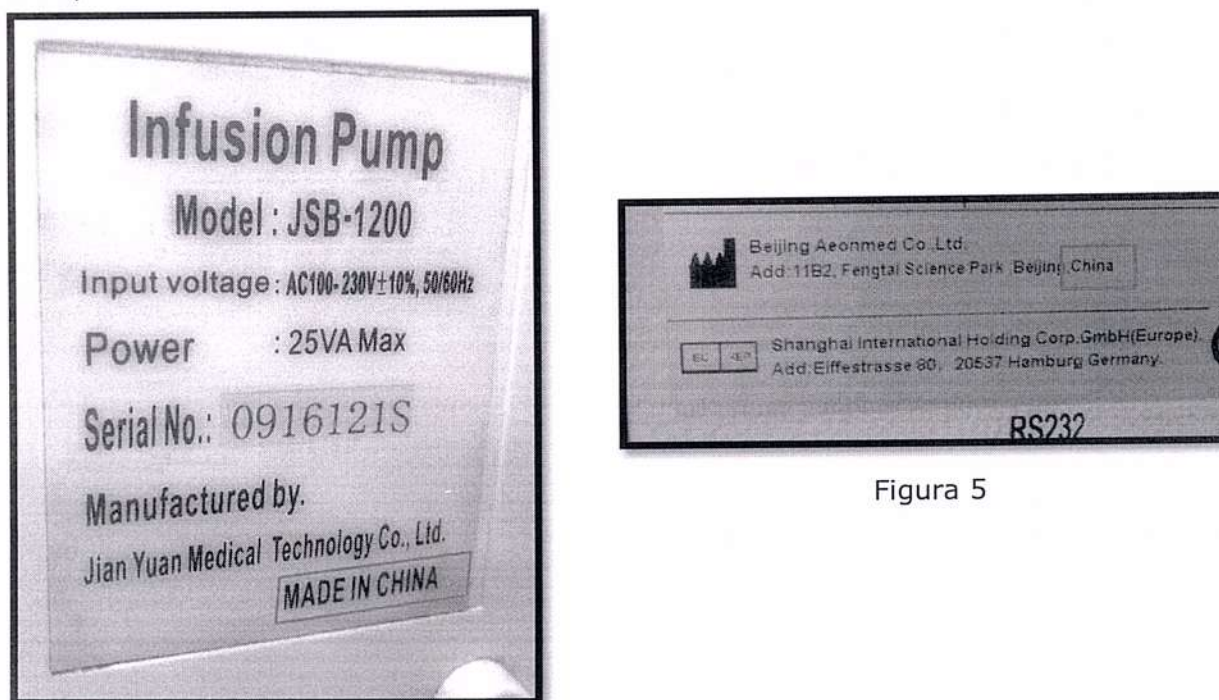 Infusion Pump
Model : JSB-1200
Input voltage : AC100-230V±10%, 50/60Hz
Power : 25VA Max
Serial No.: 0916121S
Manufactured by.
Jian Yuan Medical Technology Co., Ltd.
MADE IN CHINA
Beijing Aeonmed Co.,Ltd.
Add:11B2, Fengtai Science Park Beijing,China
EC REP
Shanghai International Holding Corp.GmbH(Europe).
Add:Eiffestrasse 80, 20537 Hamburg Germany.
RS232
Figura 5